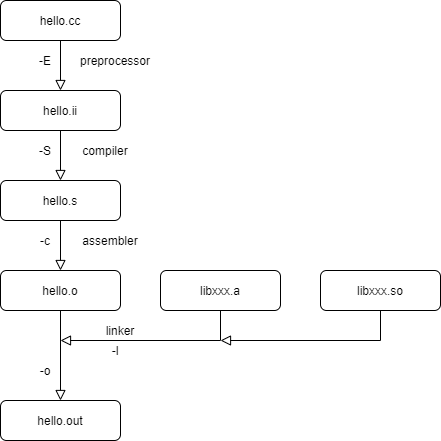 hello.cc
-E preprocessor
hello.ii
-S compiler
hello.s
-c assembler
hello.o libxxx.a libxxx.so
linker
-l
-o
hello.out